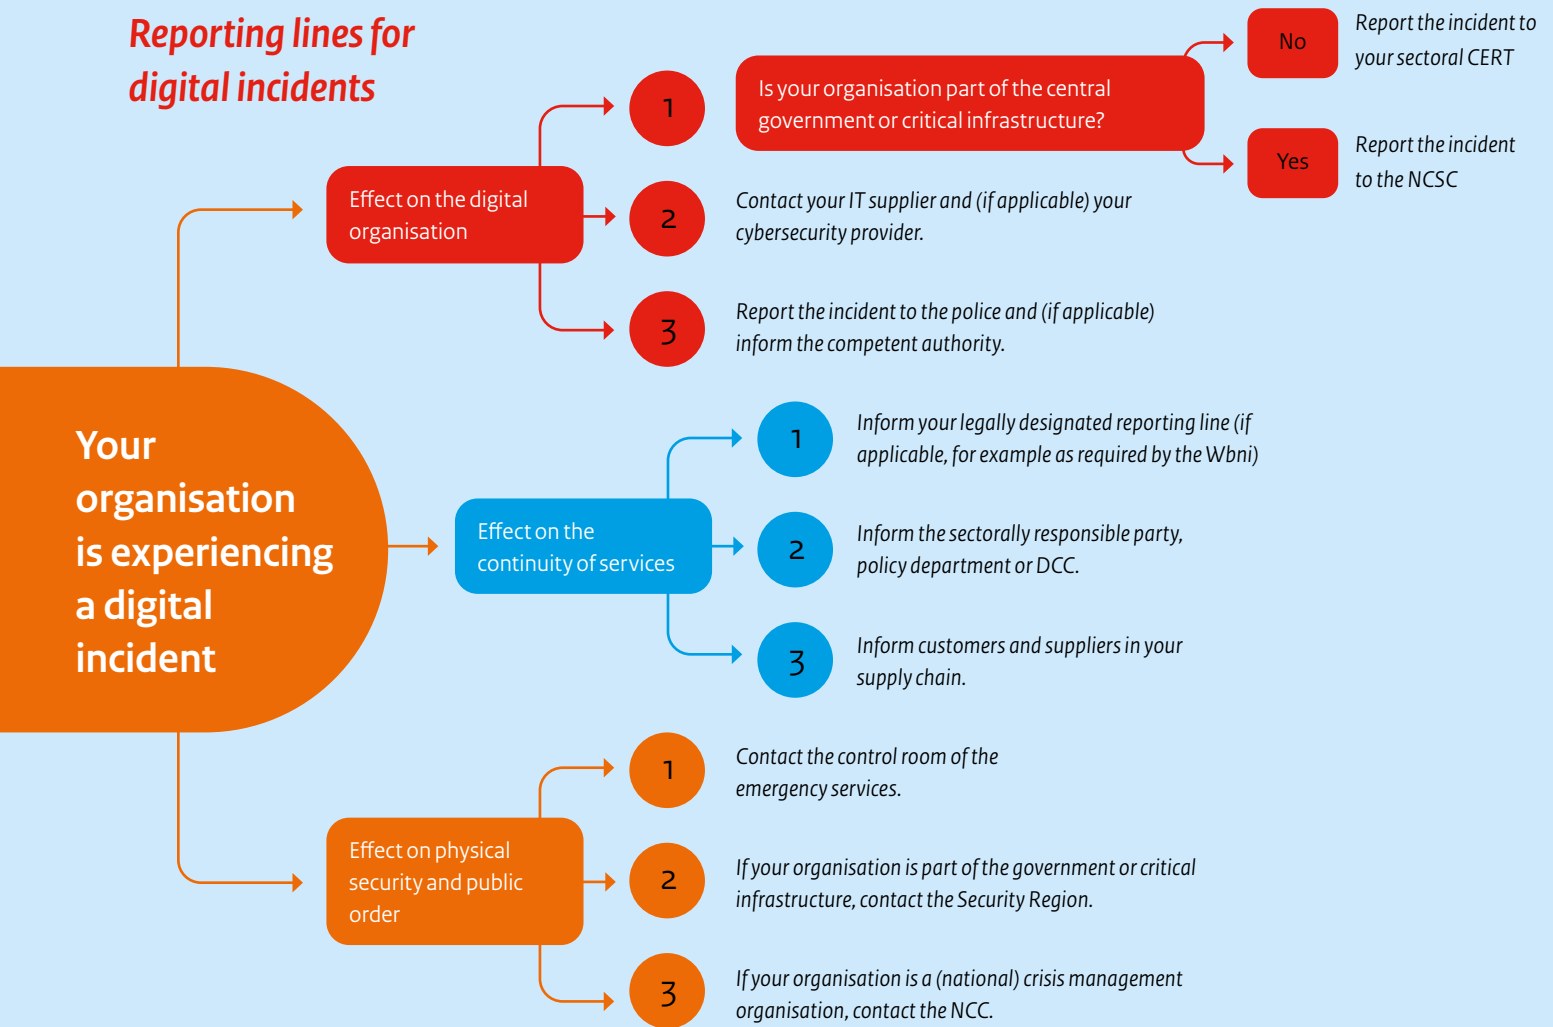 Reporting lines for
digital incidents
Your
organisation
is experiencing
a digital
incident
Effect on the digital
organisation
1
Is your organisation part of the central
government or critical infrastructure?
No
Report the incident to
your sectoral CERT
Yes
Report the incident
to the NCSC
2
Contact your IT supplier and (if applicable) your
cybersecurity provider.
3
Report the incident to the police and (if applicable)
inform the competent authority.
Effect on the
continuity of services
1
Inform your legally designated reporting line (if
applicable, for example as required by the Wbni)
2
Inform the sectorally responsible party,
policy department or DCC.
3
Inform customers and suppliers in your
supply chain.
Effect on physical
security and public
order
1
Contact the control room of the
emergency services.
2
If your organisation is part of the government or critical
infrastructure, contact the Security Region.
3
If your organisation is a (national) crisis management
organisation, contact the NCC.